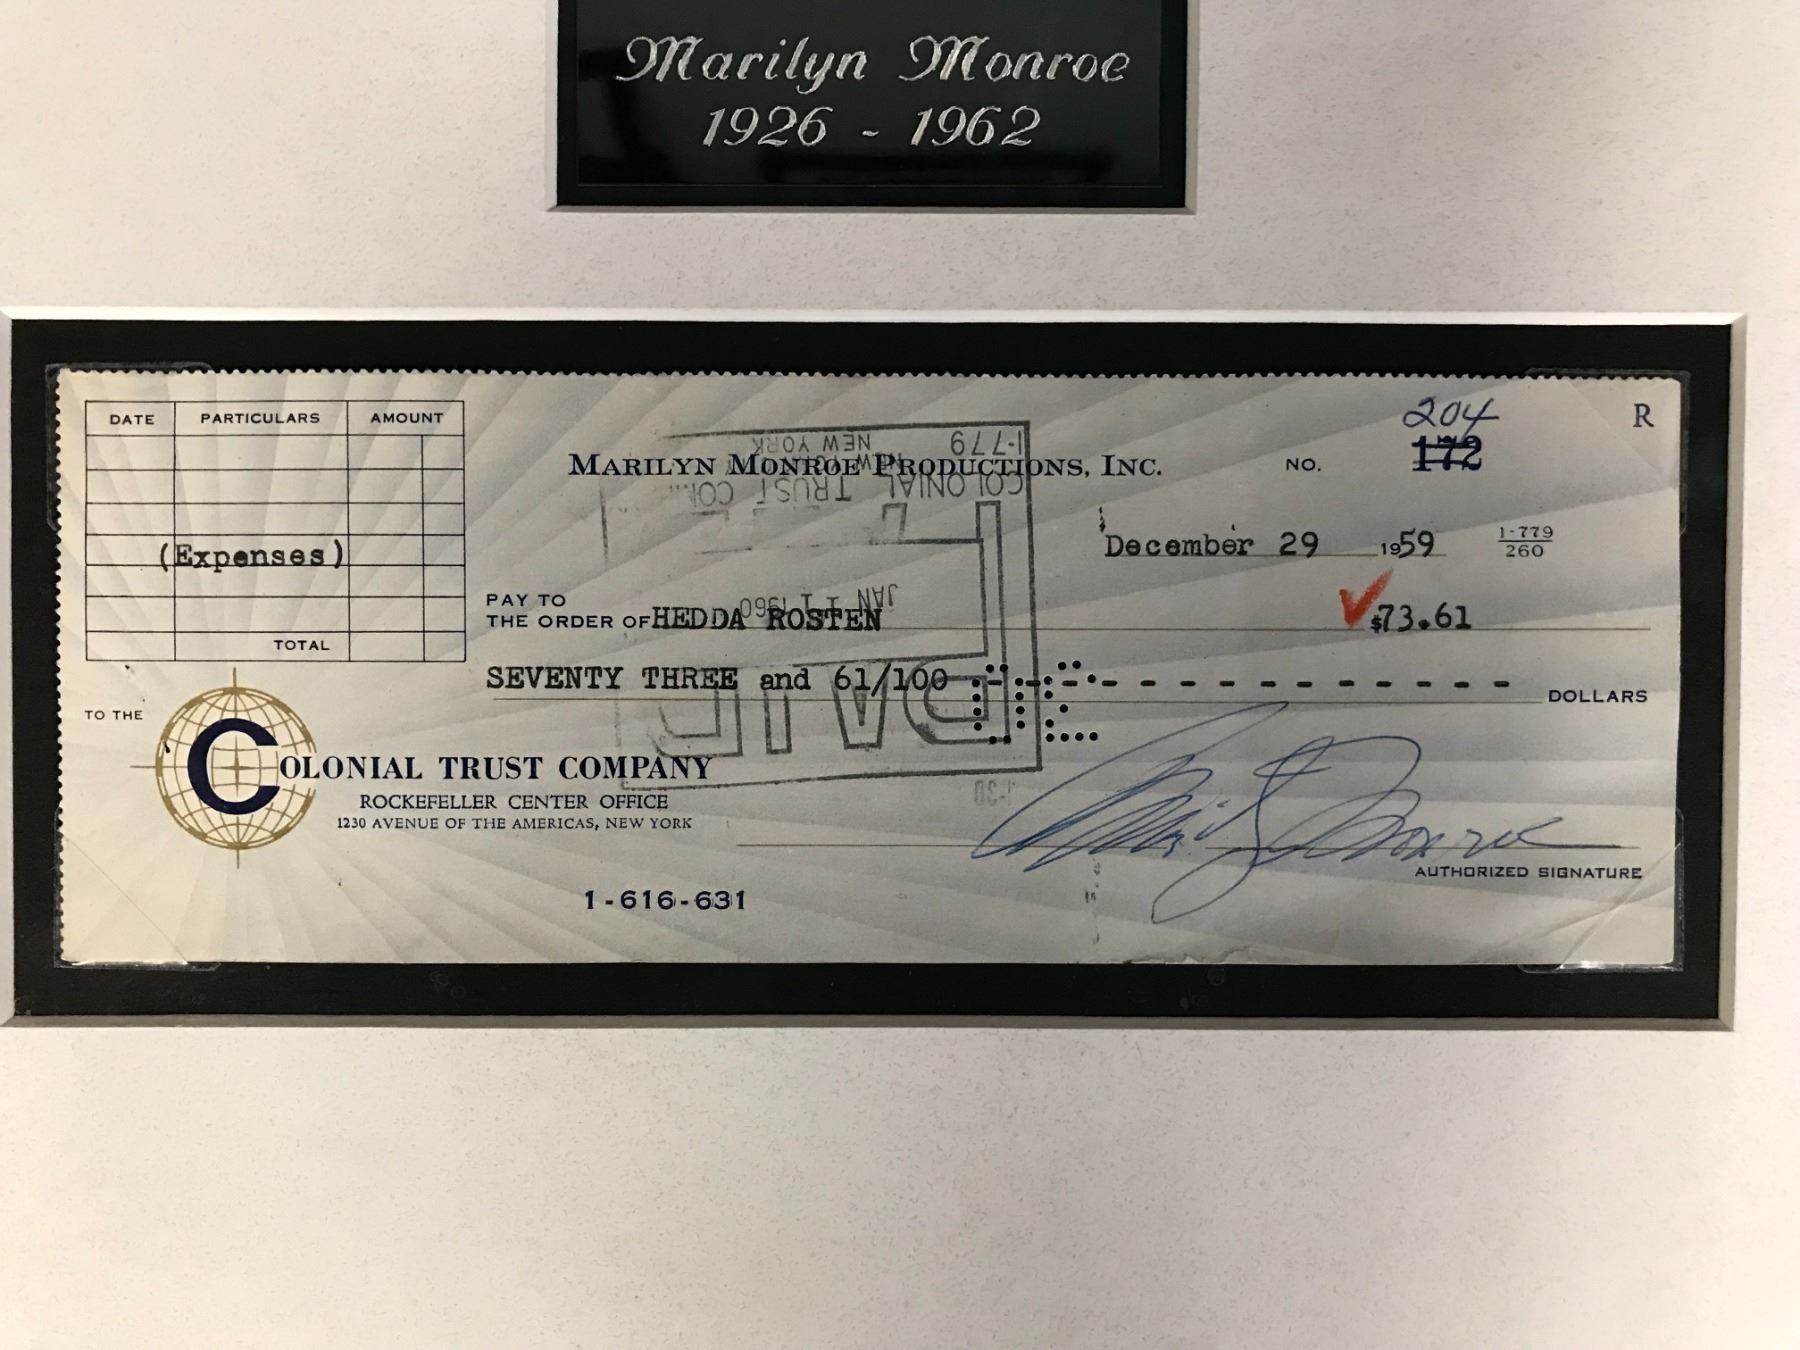 Marilyn Monroe
1926 - 1962
DATE PARTICULARS AMOUNT
(Expenses)
TOTAL
204
R
MARILYN MONROE PRODUCTIONS, INC. NO. 172
December 29 1959 1-779
260
PAY TO
THE ORDER OF HEDDA ROSTEN $73.61
SEVENTY THREE and 61/100 - - - - - - - - - - - - - - DOLLARS
TO THE
COLONIAL TRUST COMPANY
ROCKEFELLER CENTER OFFICE
1230 AVENUE OF THE AMERICAS, NEW YORK
Marilyn Monroe
AUTHORIZED SIGNATURE
1-616-631
PAID
JAN 11 1960
COLONIAL TRUST COM
1-779
NEW YORK